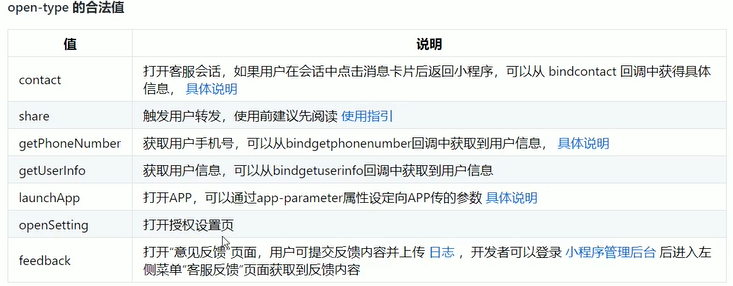 open-type 的合法值
值 说明
contact 打开客服会话，如果用户在会话中点击消息卡片后返回小程序，可以从 bindcontact 回调中获得具体
信息， 具体说明
share 触发用户转发，使用前建议先阅读 使用指引
getPhoneNumber 获取用户手机号，可以从bindgetphonenumber回调中获取到用户信息， 具体说明
getUserInfo 获取用户信息，可以从bindgetuserinfo回调中获取到用户信息
launchApp 打开APP，可以通过app-parameter属性设定向APP传的参数 具体说明
openSetting 打开授权设置页
feedback 打开“意见反馈”页面，用户可提交反馈内容并上传 日志 ，开发者可以登录 小程序管理后台 后进入左
侧菜单“客服反馈”页面获取到反馈内容